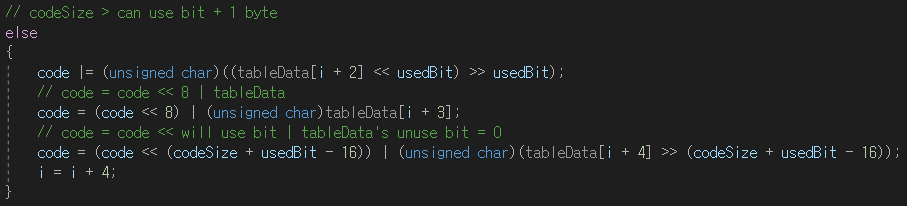 // codeSize > can use bit + 1 byte
else
{
code |= (unsigned char)((tableData[i + 2] << usedBit) >> usedBit);
// code = code << 8 | tableData
code = (code << 8) | (unsigned char)tableData[i + 3];
// code = code << will use bit | tableData's unuse bit = 0
code = (code << (codeSize + usedBit - 16)) | (unsigned char)(tableData[i + 4] >> (codeSize + usedBit - 16));
i = i + 4;
}